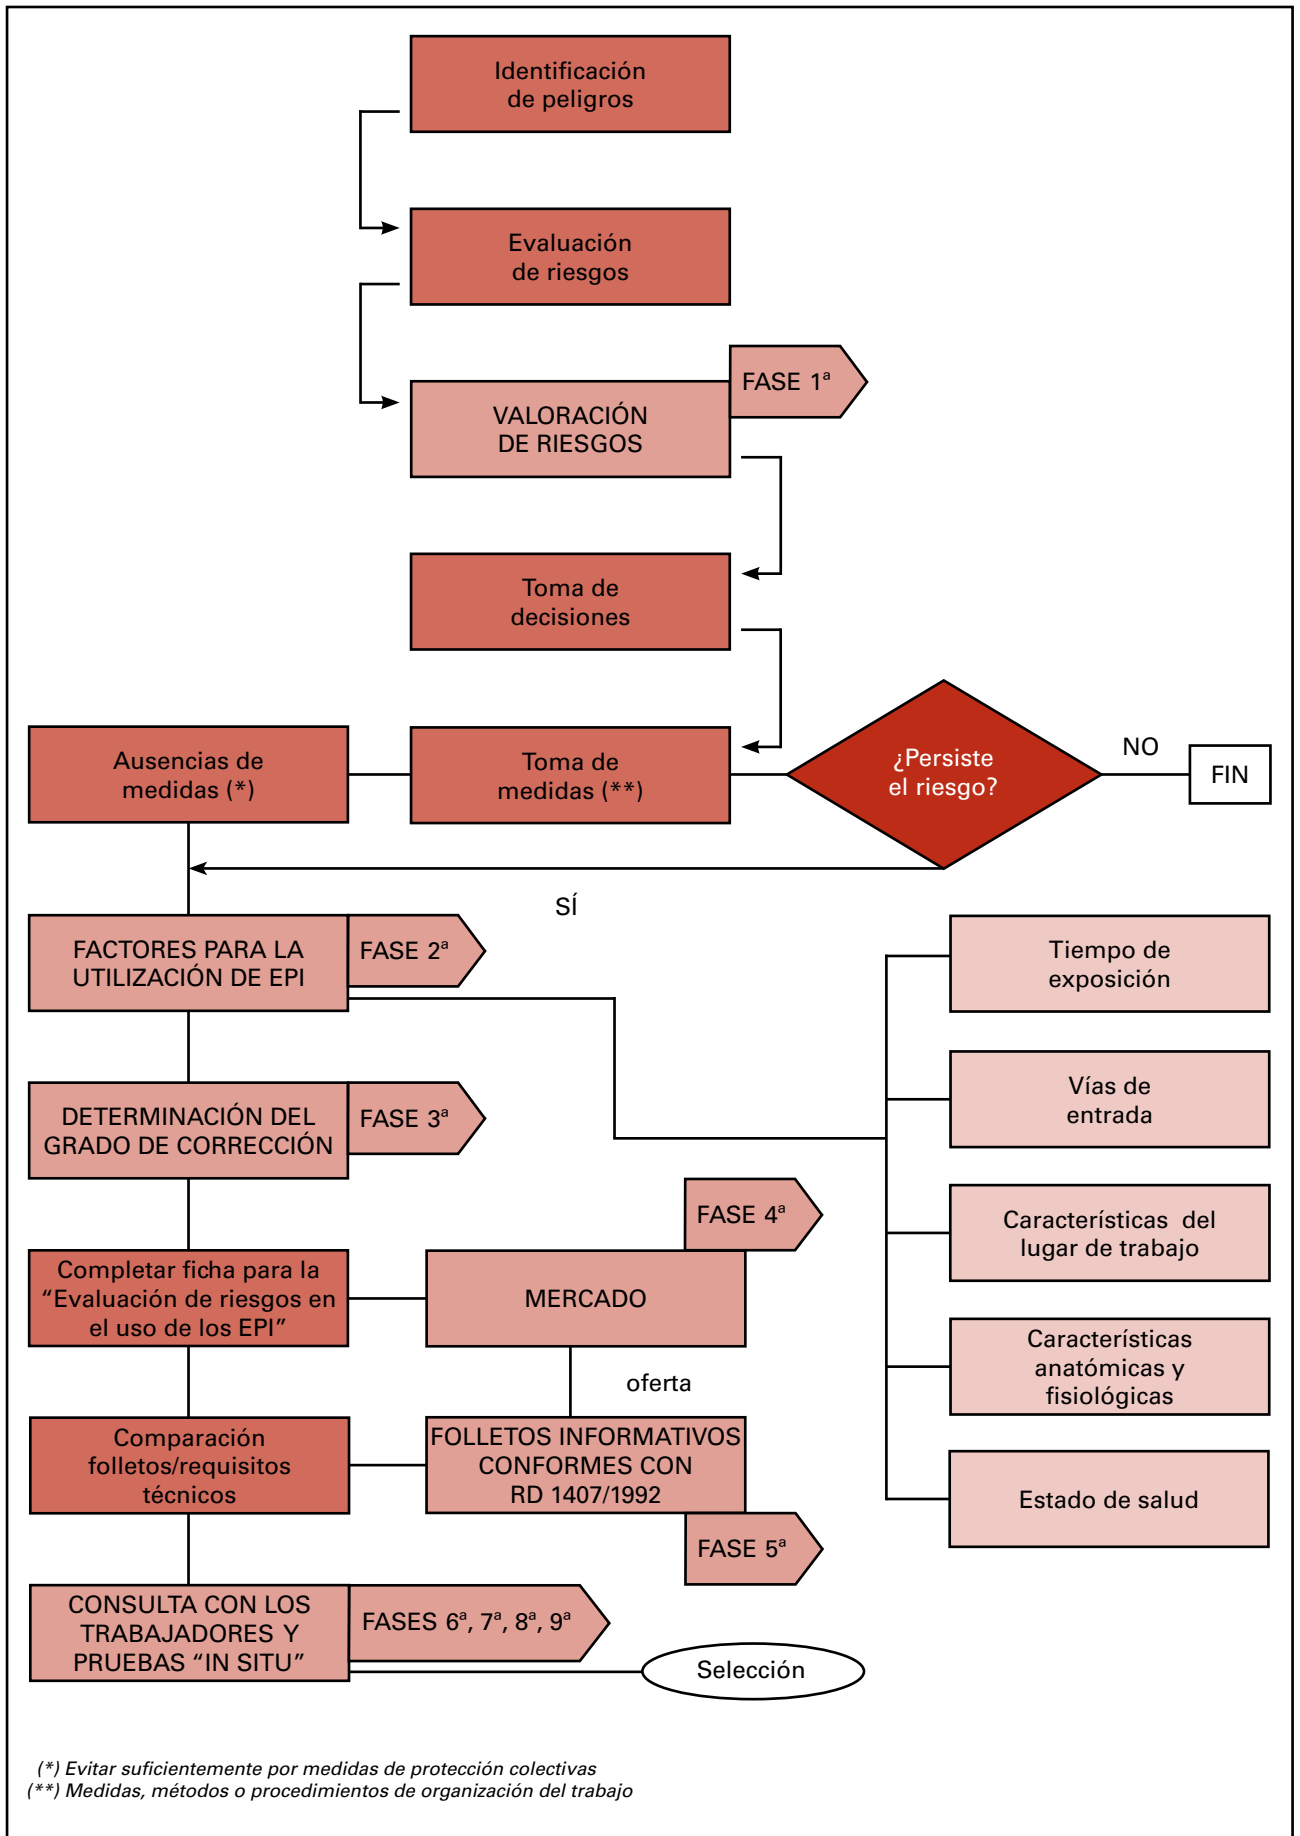 Identificación
de peligros
Evaluación
de riesgos
FASE 1ª
VALORACIÓN
DE RIESGOS
Toma de
decisiones
Ausencias de
medidas (*)
Toma de
medidas (**)
¿Persiste
el riesgo?
NO
FIN
SÍ
FACTORES PARA LA
UTILIZACIÓN DE EPI
FASE 2ª
Tiempo de
exposición
Vías de
entrada
DETERMINACIÓN DEL
GRADO DE CORRECCIÓN
FASE 3ª
FASE 4ª
Características del
lugar de trabajo
Completar ficha para la
“Evaluación de riesgos en
el uso de los EPI”
MERCADO
Características
anatómicas y
fisiológicas
oferta
Comparación
folletos/requisitos
técnicos
FOLLETOS INFORMATIVOS
CONFORMES CON
RD 1407/1992
Estado de salud
FASE 5ª
CONSULTA CON LOS
TRABAJADORES Y
PRUEBAS “IN SITU”
FASES 6ª, 7ª, 8ª, 9ª
Selección
(*) Evitar suficientemente por medidas de protección colectivas
(**) Medidas, métodos o procedimientos de organización del trabajo